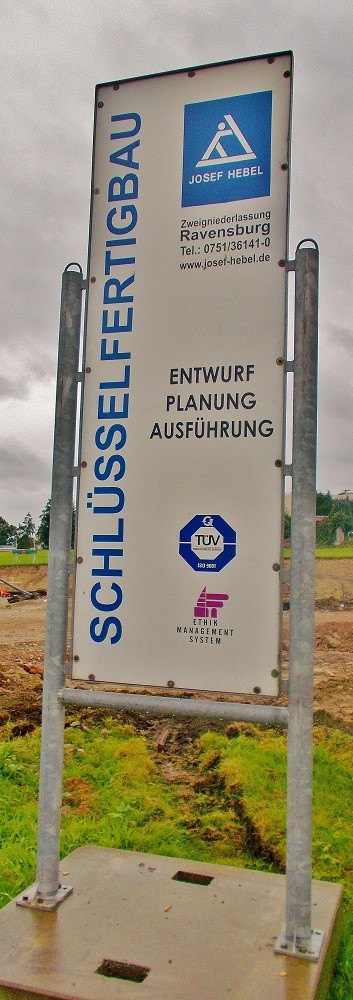 SCHLÜSSELFERTIGBAU
JOSEF HEBEL
Zweigniederlassung
Ravensburg
Tel.: 0751/36141-0
www.josef-hebel.de
ENTWURF
PLANUNG
AUSFÜHRUNG
TÜV
ISO 9001
ETHIK
MANAGEMENT
SYSTEM